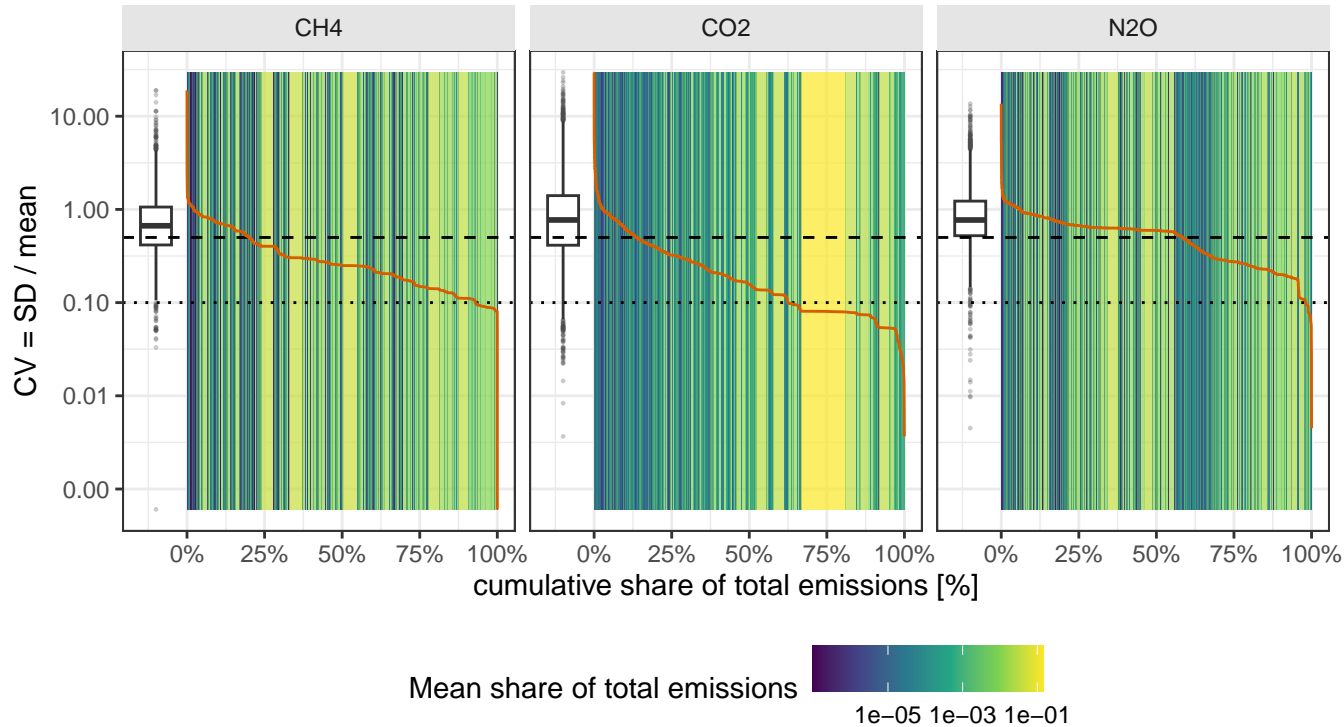 CH4 CO2 N2O
10.00
1.00
0.10
0.01
0.00
CV = SD / mean
0% 25% 50% 75% 100% 0% 25% 50% 75% 100% 0% 25% 50% 75% 100%
cumulative share of total emissions [%]
Mean share of total emissions
1e−05 1e−03 1e−01